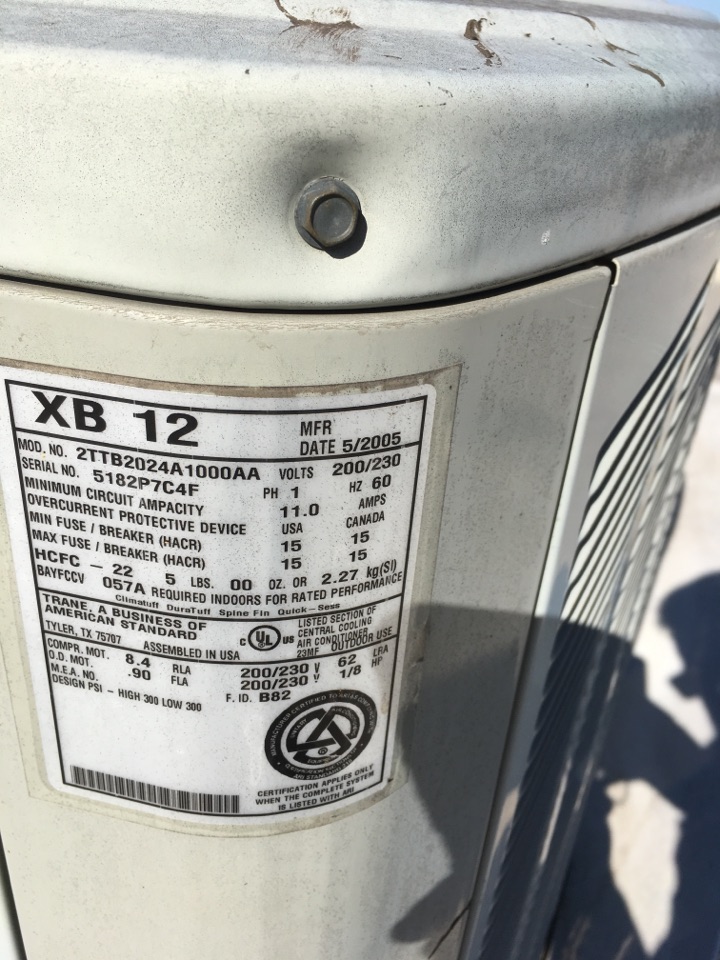 XB 12
MFR
DATE 5/2005
MOD. NO. 2TTB2024A1000AA VOLTS 200/230
SERIAL NO. 5182P7C4F PH 1 HZ 60
MINIMUM CIRCUIT AMPACITY 11.0 AMPS
OVERCURRENT PROTECTIVE DEVICE USA CANADA
MIN FUSE / BREAKER (HACR) 15 15
MAX FUSE / BREAKER (HACR) 15 15
HCFC - 22 5 LBS. 00 OZ. OR 2.27 kg(SI)
BAYFCCV 057A REQUIRED INDOORS FOR RATED PERFORMANCE
Climatuff DuraTuff Spine Fin Quick-Sess
TRANE, A BUSINESS OF
AMERICAN STANDARD
TYLER, TX 75707 ASSEMBLED IN USA
C UL US
LISTED SECTION OF
CENTRAL COOLING
AIR CONDITIONER
23MF OUTDOOR USE
COMPR. MOT. 8.4 RLA 200/230 V 62 LRA
O.D. MOT. .90 FLA 200/230 V 1/8 HP
M.E.A. NO. F. ID. B82
DESIGN PSI - HIGH 300 LOW 300
CERTIFICATION APPLIES ONLY
WHEN THE COMPLETE SYSTEM
IS LISTED WITH ARI